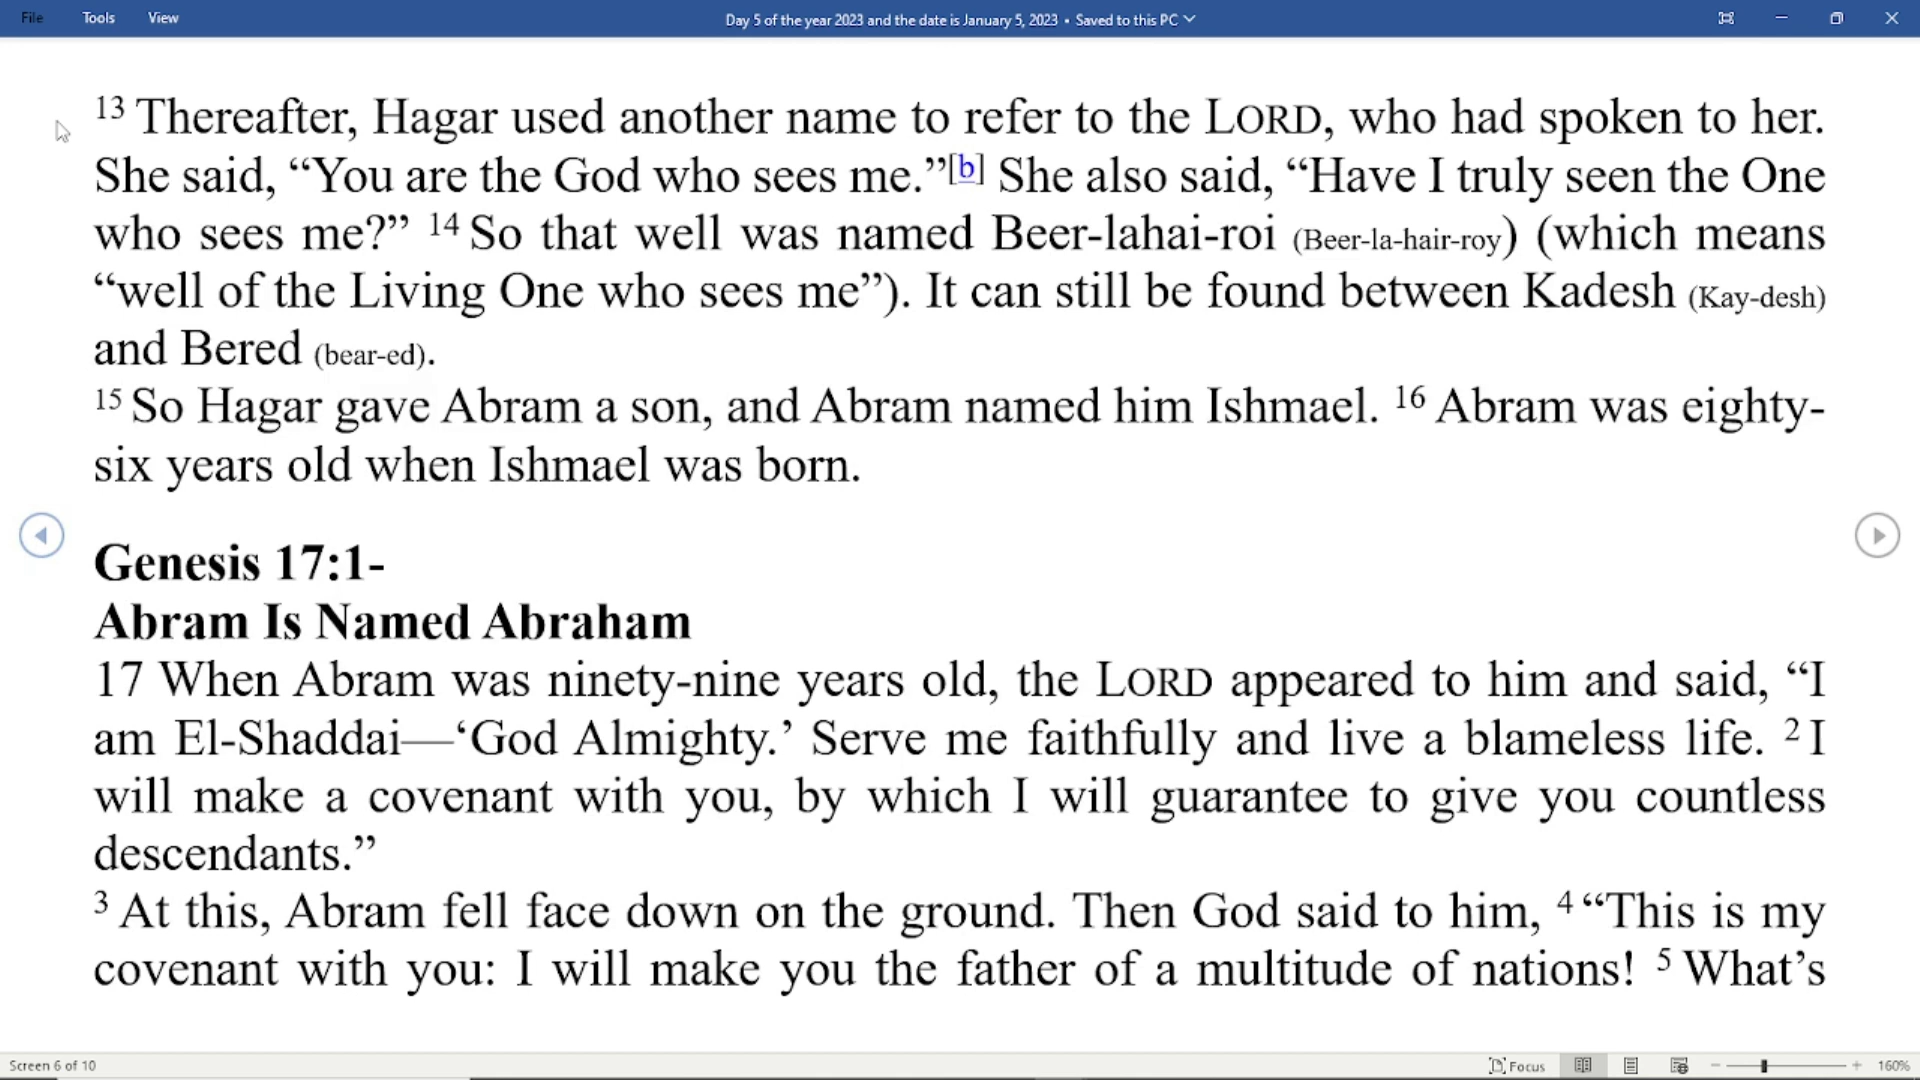 File Tools View Day 5 of the year 2023 and the date is January 5, 2023 • Saved to this PC
13 Thereafter, Hagar used another name to refer to the LORD, who had spoken to her.
She said, “You are the God who sees me.”[b] She also said, “Have I truly seen the One
who sees me?” 14 So that well was named Beer-lahai-roi (Beer-la-hair-roy) (which means
“well of the Living One who sees me”). It can still be found between Kadesh (Kay-desh)
and Bered (bear-ed).
15 So Hagar gave Abram a son, and Abram named him Ishmael. 16 Abram was eighty-
six years old when Ishmael was born.
Genesis 17:1-
Abram Is Named Abraham
17 When Abram was ninety-nine years old, the LORD appeared to him and said, “I
am El-Shaddai—‘God Almighty.’ Serve me faithfully and live a blameless life. 2 I
will make a covenant with you, by which I will guarantee to give you countless
descendants.”
3 At this, Abram fell face down on the ground. Then God said to him, 4 “This is my
covenant with you: I will make you the father of a multitude of nations! 5 What’s
Screen 6 of 10 Focus 160%